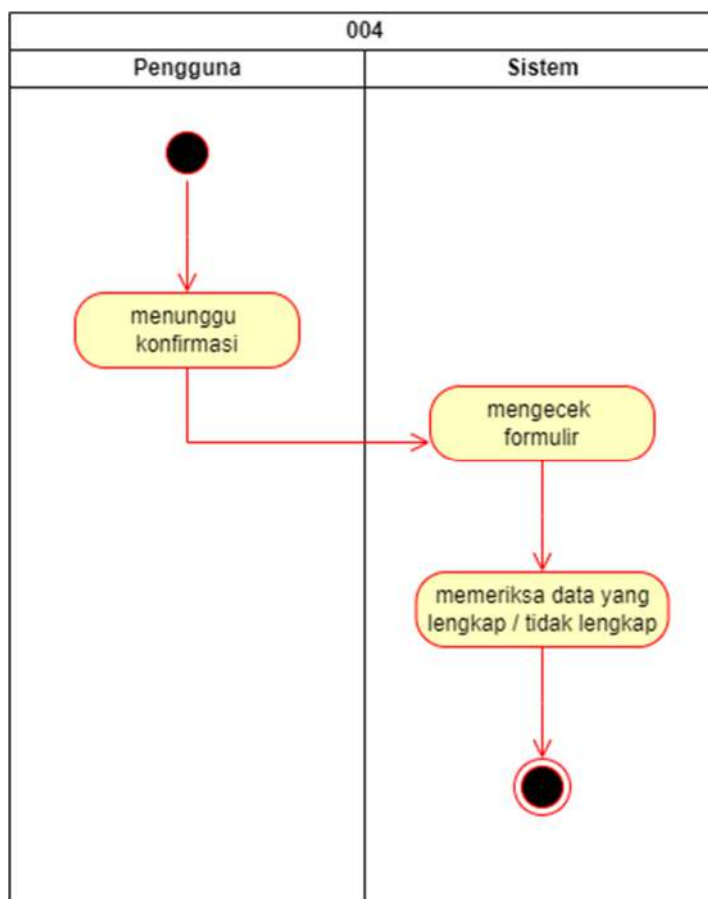 004
Pengguna
Sistem
menunggu
konfirmasi
mengecek
formulir
memeriksa data yang
lengkap / tidak lengkap